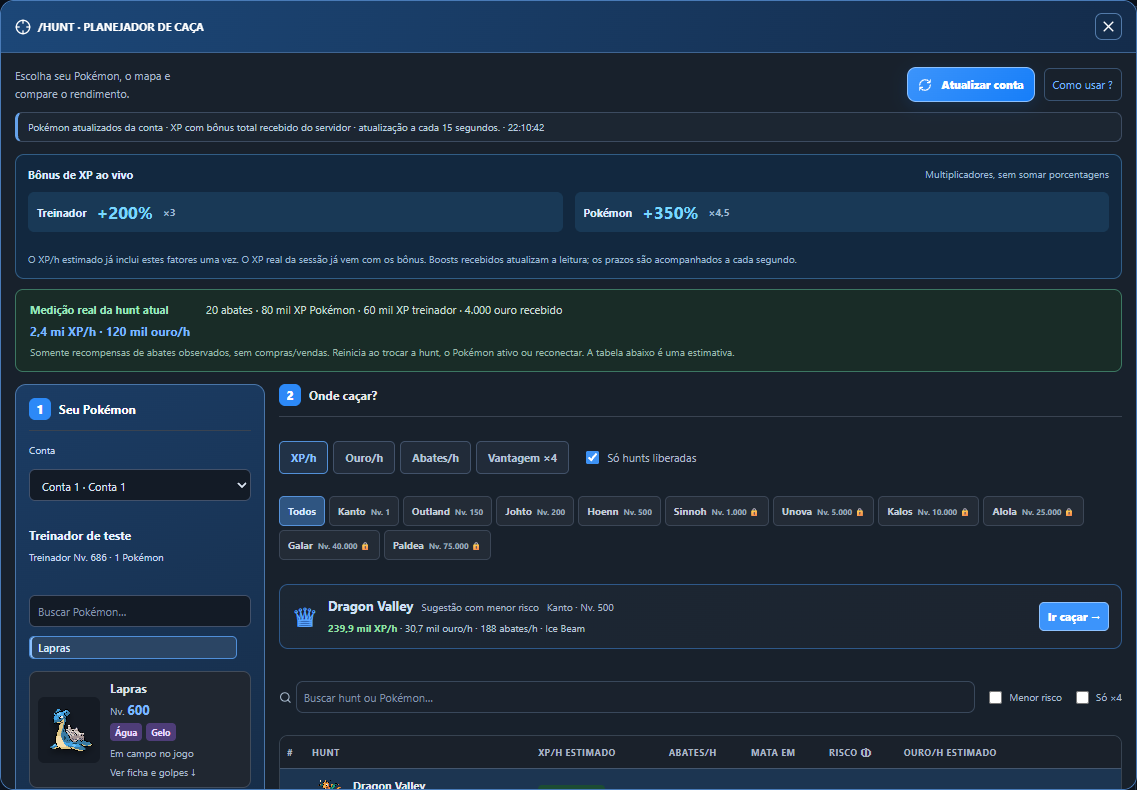 /HUNT · PLANEJADOR DE CAÇA
Escolha seu Pokémon, o mapa e
compare o rendimento.
Atualizar conta
Como usar ?
Pokémon atualizados da conta · XP com bônus total recebido do servidor · atualização a cada 15 segundos. · 22:10:42
Bônus de XP ao vivo
Multiplicadores, sem somar porcentagens
Treinador +200% ×3
Pokémon +350% ×4,5
O XP/h estimado já inclui estes fatores uma vez. O XP real da sessão já vem com os bônus. Boosts recebidos atualizam a leitura; os prazos são acompanhados a cada segundo.
Medição real da hunt atual
20 abates · 80 mil XP Pokémon · 60 mil XP treinador · 4.000 ouro recebido
2,4 mi XP/h · 120 mil ouro/h
Somente recompensas de abates observados, sem compras/vendas. Reinicia ao trocar a hunt, o Pokémon ativo ou reconectar. A tabela abaixo é uma estimativa.
1 Seu Pokémon
Conta
Conta 1 · Conta 1
Treinador de teste
Treinador Nv. 686 · 1 Pokémon
Buscar Pokémon...
Lapras
Lapras
Nv. 600
Água Gelo
Em campo no jogo
Ver ficha e golpes ↓
2 Onde caçar?
XP/h Ouro/h Abates/h Vantagem ×4 Só hunts liberadas
Todos Kanto Nv. 1 Outland Nv. 150 Johto Nv. 200 Hoenn Nv. 500 Sinnoh Nv. 1.000 Unova Nv. 5.000 Kalos Nv. 10.000 Alola Nv. 25.000
Galar Nv. 40.000 Paldea Nv. 75.000
Dragon Valley Sugestão com menor risco Kanto · Nv. 500
239,9 mil XP/h · 30,7 mil ouro/h · 188 abates/h · Ice Beam
Ir caçar →
Buscar hunt ou Pokémon...
Menor risco Só ×4
# HUNT XP/H ESTIMADO ABATES/H MATA EM RISCO OURO/H ESTIMADO
Dragon Valley